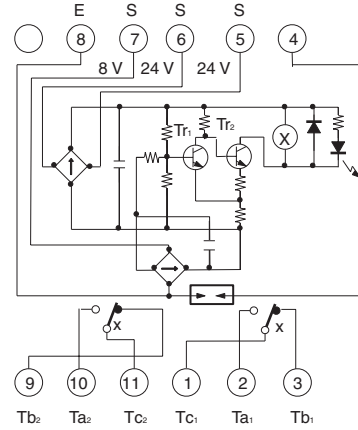 E S S S
8 7 6 5 4
8 V 24 V 24 V
Tr1 Tr2
X
x x
9 10 11 1 2 3
Tb2 Ta2 Tc2 Tc1 Ta1 Tb1